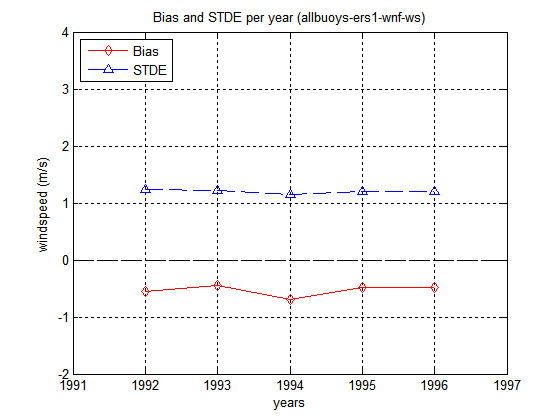 Bias and STDE per year (allbuoys-ers1-wnf-ws)
4
Bias
STDE
3
2
windspeed (m/s)
1
0
-1
-2
1991 1992 1993 1994 1995 1996 1997
years